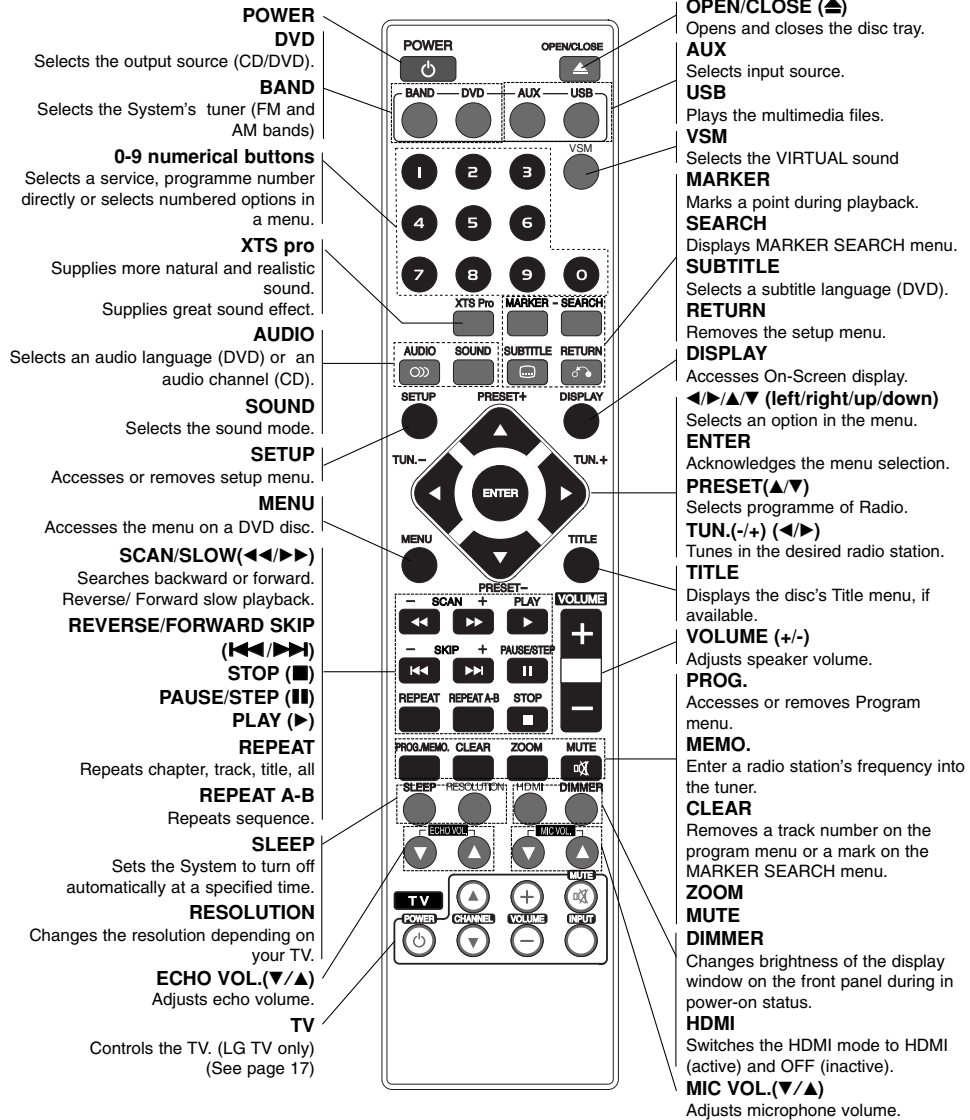 POWER
DVD
Selects the output source (CD/DVD).
BAND
Selects the System's tuner (FM and
AM bands)
0-9 numerical buttons
Selects a service, programme number
directly or selects numbered options in
a menu.
XTS pro
Supplies more natural and realistic
sound.
Supplies great sound effect.
AUDIO
Selects an audio language (DVD) or an
audio channel (CD).
SOUND
Selects the sound mode.
SETUP
Accesses or removes setup menu.
MENU
Accesses the menu on a DVD disc.
SCAN/SLOW(◀◀/▶▶)
Searches backward or forward.
Reverse/ Forward slow playback.
REVERSE/FORWARD SKIP
(|◀◀/▶▶|)
STOP (■)
PAUSE/STEP (❚❚)
PLAY (▶)
REPEAT
Repeats chapter, track, title, all
REPEAT A-B
Repeats sequence.
SLEEP
Sets the System to turn off
automatically at a specified time.
RESOLUTION
Changes the resolution depending on
your TV.
ECHO VOL.(▼/▲)
Adjusts echo volume.
TV
Controls the TV. (LG TV only)
(See page 17)
POWER OPEN/CLOSE
BAND DVD AUX USB
VSM
1 2 3
4 5 6
7 8 9 0
XTS Pro MARKER - SEARCH
AUDIO SOUND SUBTITLE RETURN
SETUP PRESET+ DISPLAY
TUN.- TUN.+
ENTER
MENU TITLE
PRESET-
- SCAN + PLAY VOLUME
+
- SKIP + PAUSE/STEP
-
REPEAT REPEAT A-B STOP
PROG./MEMO. CLEAR ZOOM MUTE
SLEEP RESOLUTION HDMI DIMMER
ECHO VOL. MIC VOL.
MUTE
TV
+
POWER CHANNEL VOLUME INPUT
-
OPEN/CLOSE (⏏)
Opens and closes the disc tray.
AUX
Selects input source.
USB
Plays the multimedia files.
VSM
Selects the VIRTUAL sound
MARKER
Marks a point during playback.
SEARCH
Displays MARKER SEARCH menu.
SUBTITLE
Selects a subtitle language (DVD).
RETURN
Removes the setup menu.
DISPLAY
Accesses On-Screen display.
◀/▶/▲/▼ (left/right/up/down)
Selects an option in the menu.
ENTER
Acknowledges the menu selection.
PRESET(▲/▼)
Selects programme of Radio.
TUN.(-/+) (◀/▶)
Tunes in the desired radio station.
TITLE
Displays the disc's Title menu, if
available.
VOLUME (+/-)
Adjusts speaker volume.
PROG.
Accesses or removes Program
menu.
MEMO.
Enter a radio station's frequency into
the tuner.
CLEAR
Removes a track number on the
program menu or a mark on the
MARKER SEARCH menu.
ZOOM
MUTE
DIMMER
Changes brightness of the display
window on the front panel during in
power-on status.
HDMI
Switches the HDMI mode to HDMI
(active) and OFF (inactive).
MIC VOL.(▼/▲)
Adjusts microphone volume.